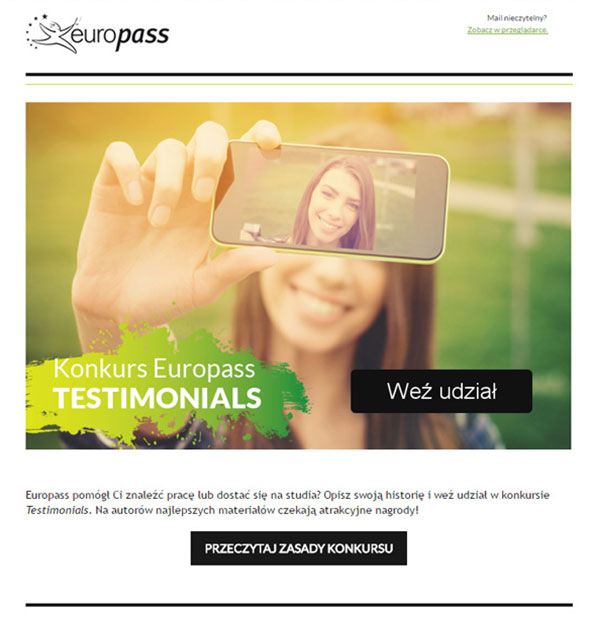 europass
Mail nieczytelny?
Zobacz w przeglądarce.
Konkurs Europass
TESTIMONIALS
Weź udział
Europass pomógł Ci znaleźć pracę lub dostać się na studia? Opisz swoją historię i weź udział w konkursie
Testimonials. Na autorów najlepszych materiałów czekają atrakcyjne nagrody!
PRZECZYTAJ ZASADY KONKURSU